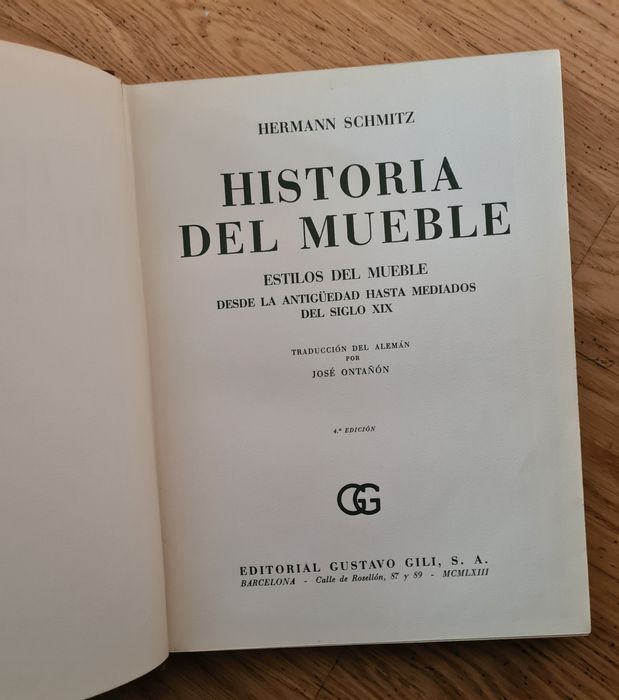 HERMANN SCHMITZ
HISTORIA
DEL MUEBLE
ESTILOS DEL MUEBLE
DESDE LA ANTIGÜEDAD HASTA MEDIADOS
DEL SIGLO XIX
TRADUCCIÓN DEL ALEMÁN
POR
JOSÉ ONTAÑÓN
4.ª EDICIÓN
GG
EDITORIAL GUSTAVO GILI, S. A.
BARCELONA - Calle de Rosellón, 87 y 89 - MCMLXIII